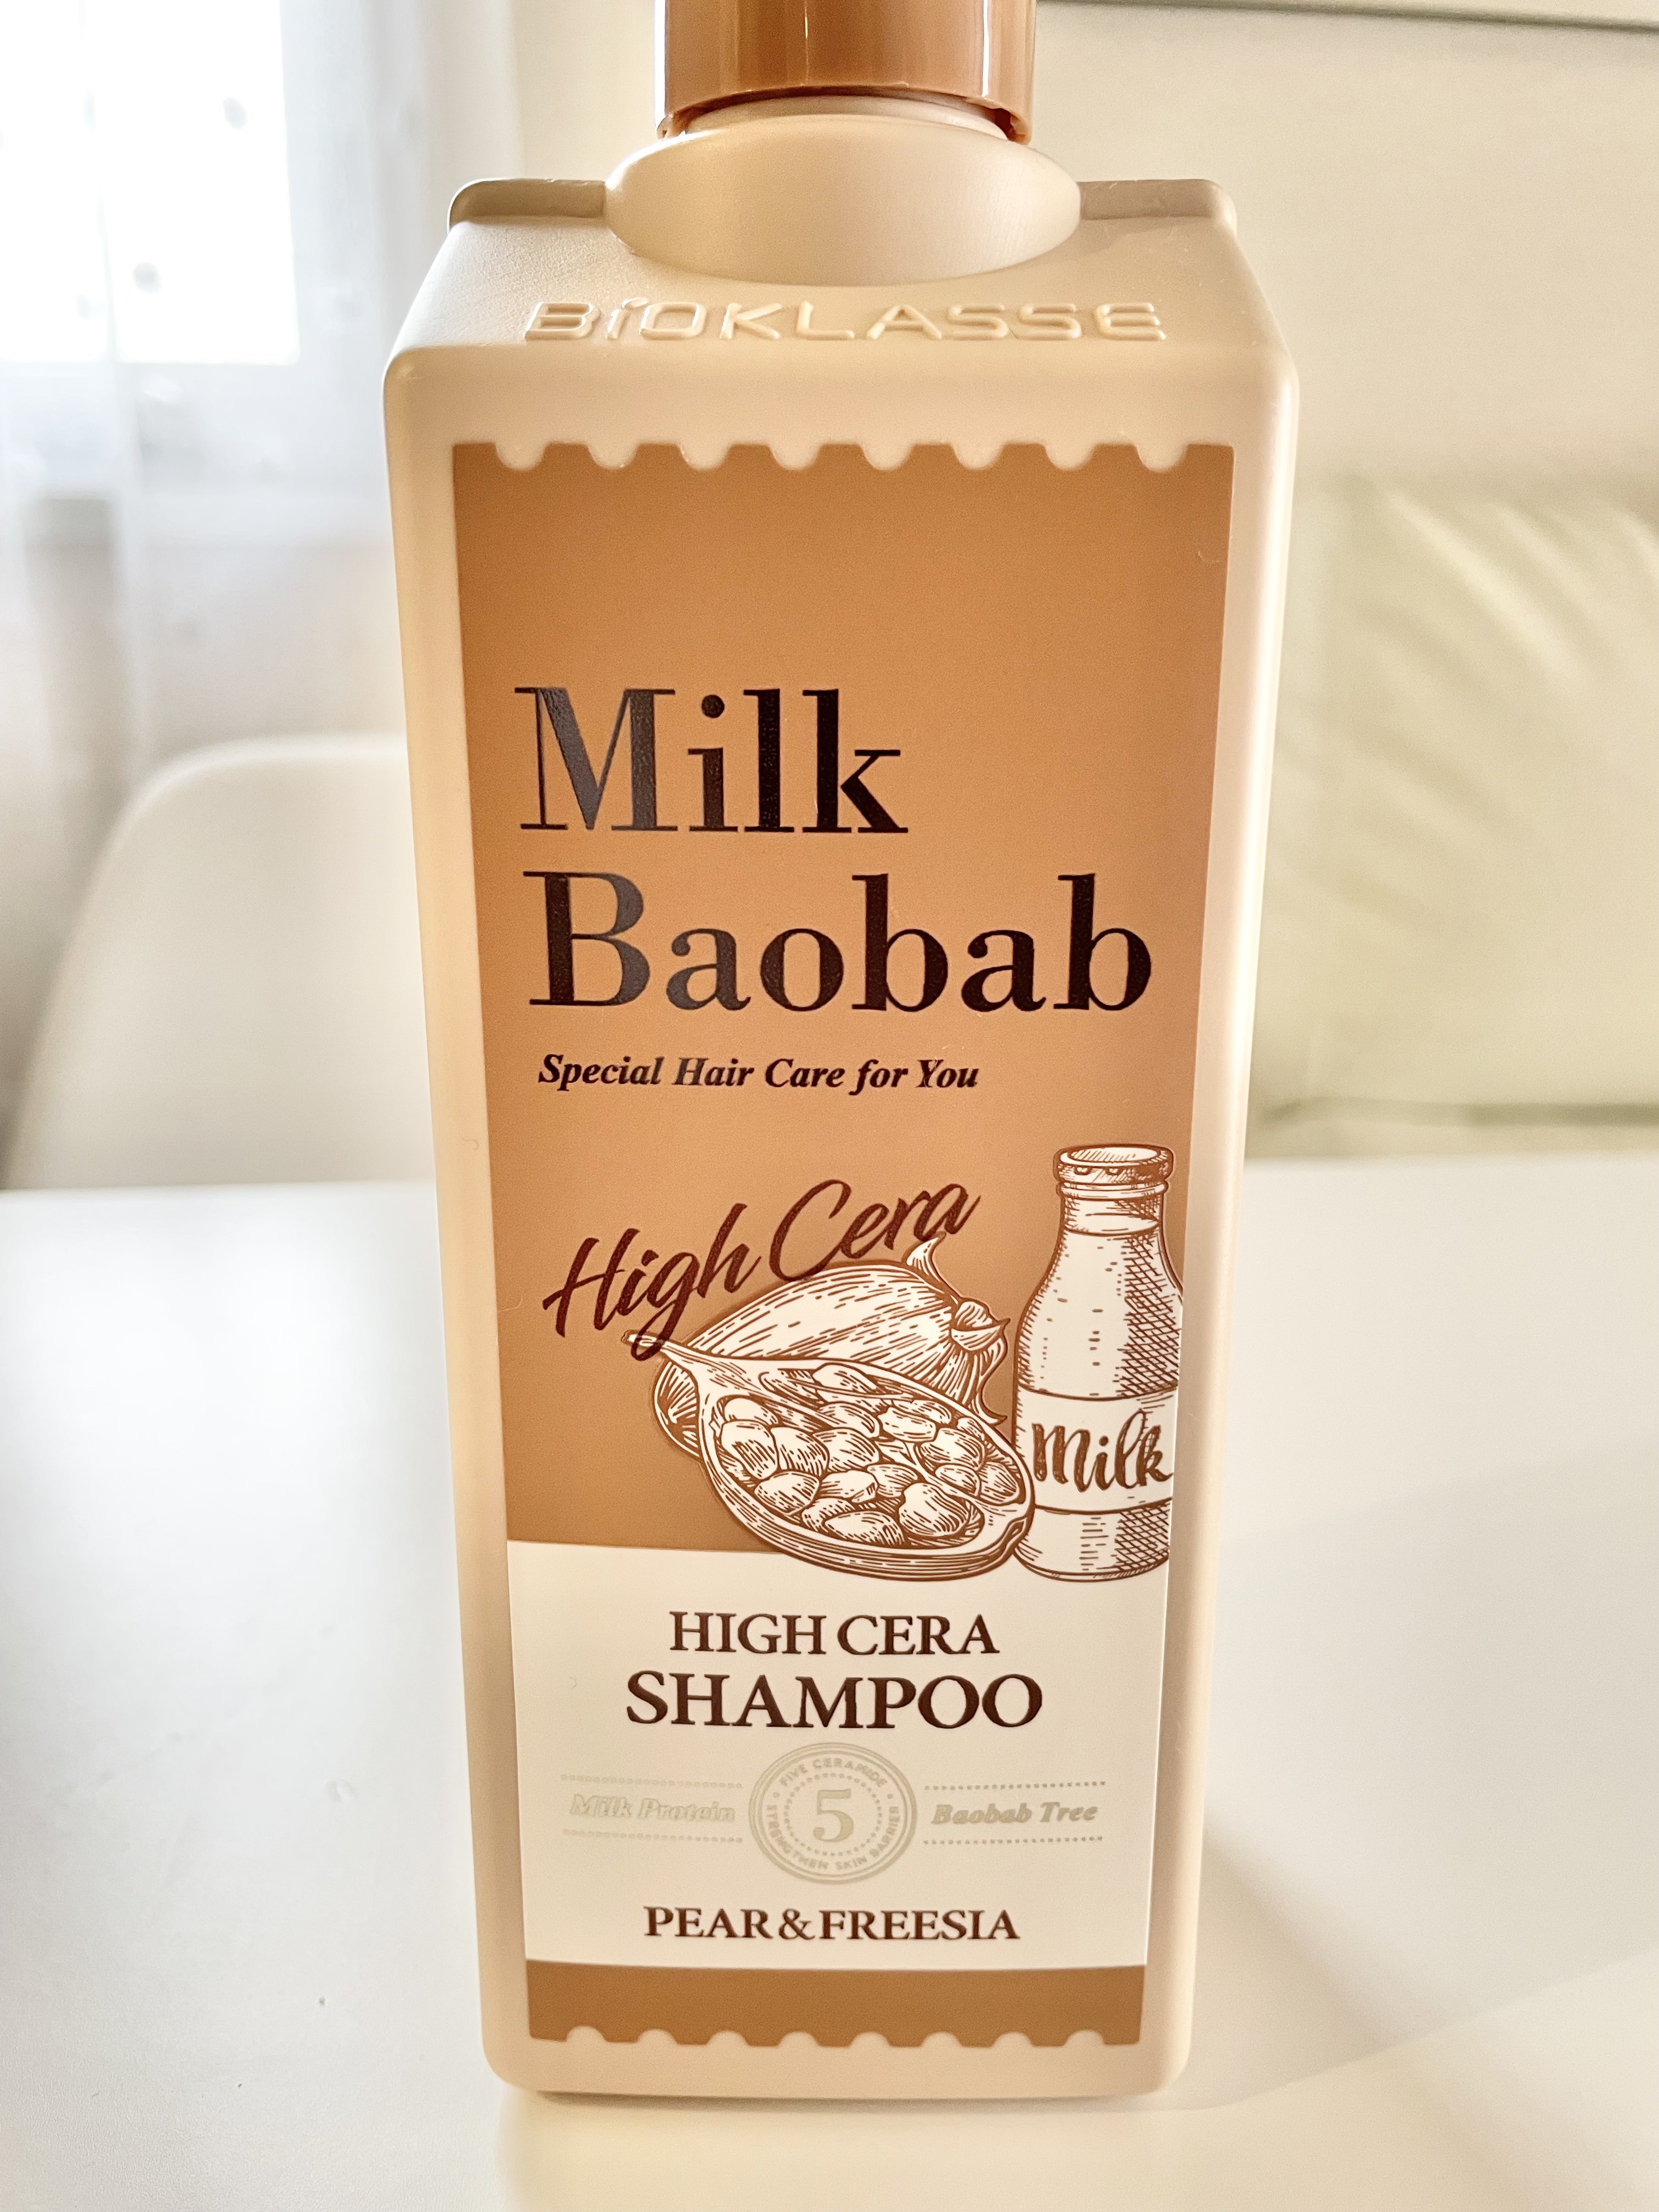 BiOKLASSE
Milk
Baobab
Special Hair Care for You
High Cera
Milk
HIGH CERA
SHAMPOO
FIVE CERAMIDE
Milk Protein
5
Baobab Tree
STRENGTHEN SKIN BARRIER
PEAR&FREESIA